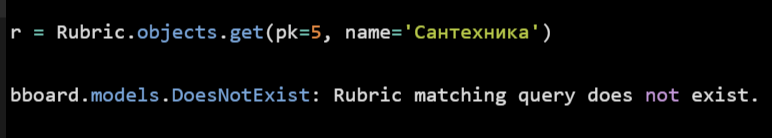 r = Rubric.objects.get(pk=5, name='Сантехника')
bboard.models.DoesNotExist: Rubric matching query does not exist.